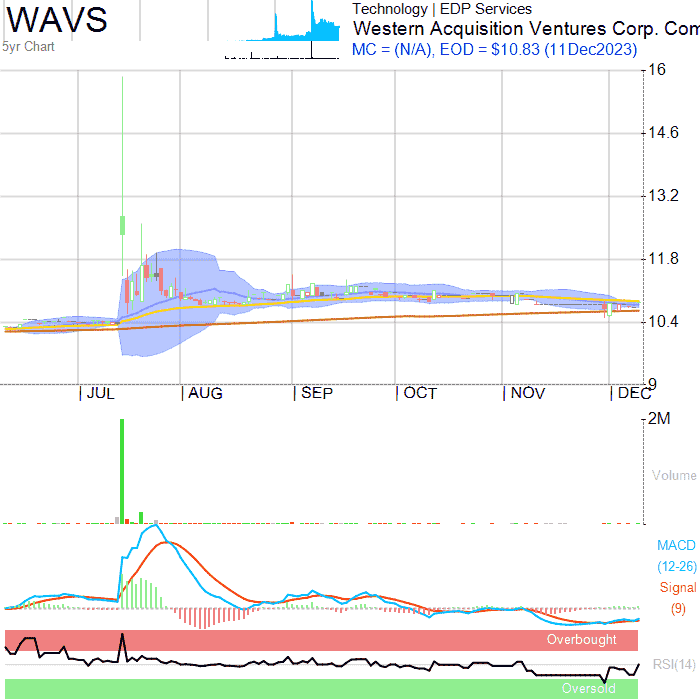 WAVS
5yr Chart
Technology | EDP Services
Western Acquisition Ventures Corp. Com
MC = (N/A), EOD = $10.83 (11Dec2023)
16
14.6
13.2
11.8
10.4
9
JUL
AUG
SEP
OCT
NOV
DEC
2M
Volume
MACD
(12-26)
Signal
(9)
Overbought
RSI(14)
Oversold